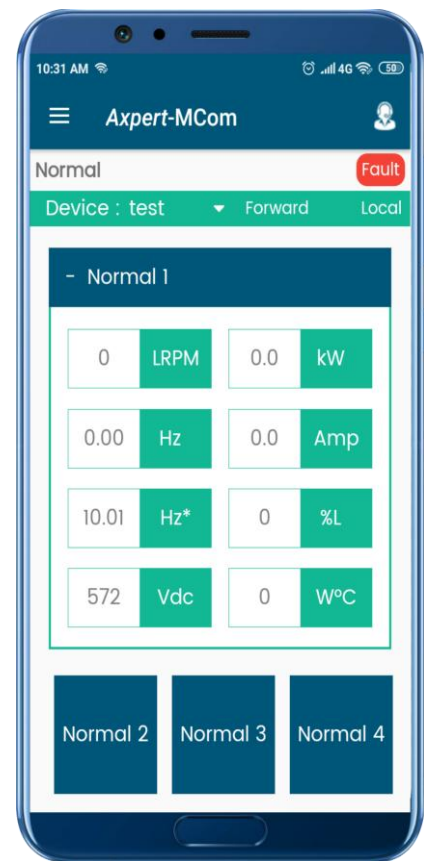 10:31 AM 4G 50
Axpert-MCom
Normal Fault
Device : test Forward Local
- Normal 1
0 LRPM 0.0 kW
0.00 Hz 0.0 Amp
10.01 Hz* 0 %L
572 Vdc 0 W°C
Normal 2 Normal 3 Normal 4